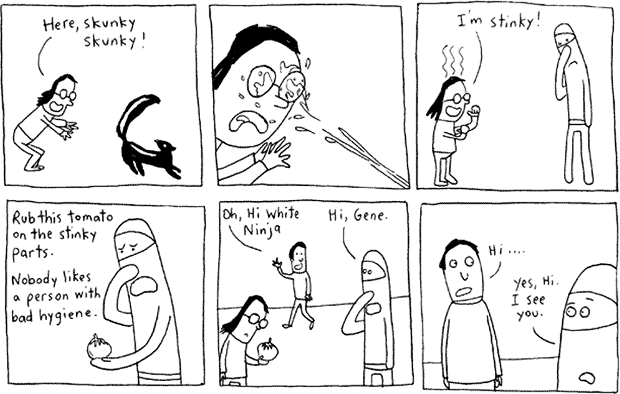 Here, skunky
skunky!
I'm stinky!
Rub this tomato
on the stinky
parts.
Nobody likes
a person with
bad hygiene.
Oh, Hi White
Ninja
Hi, Gene.
Hi ....
yes, Hi.
I see
you.